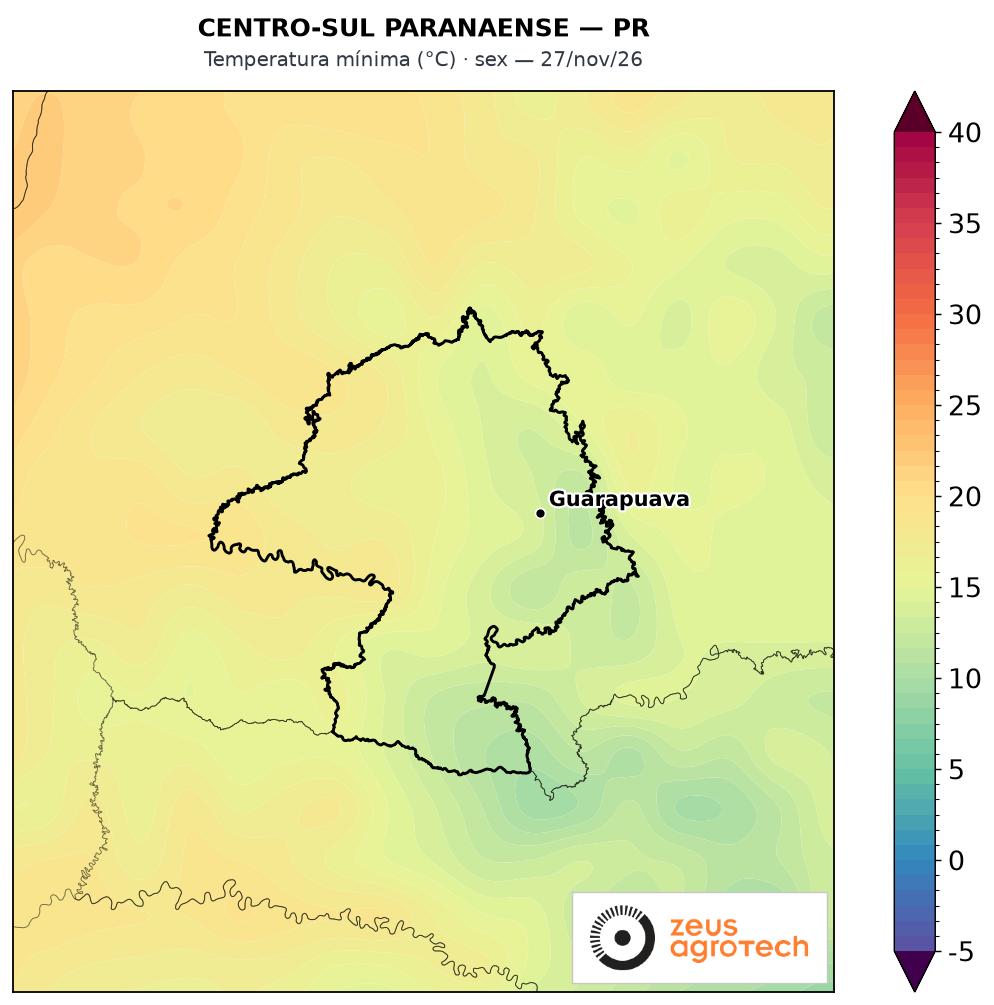 CENTRO-SUL PARANAENSE — PR
Temperatura mínima (°C) · sex — 27/nov/26
40
35
30
25
20
15
10
5
0
-5
Guarapuava
zeus
agrotech